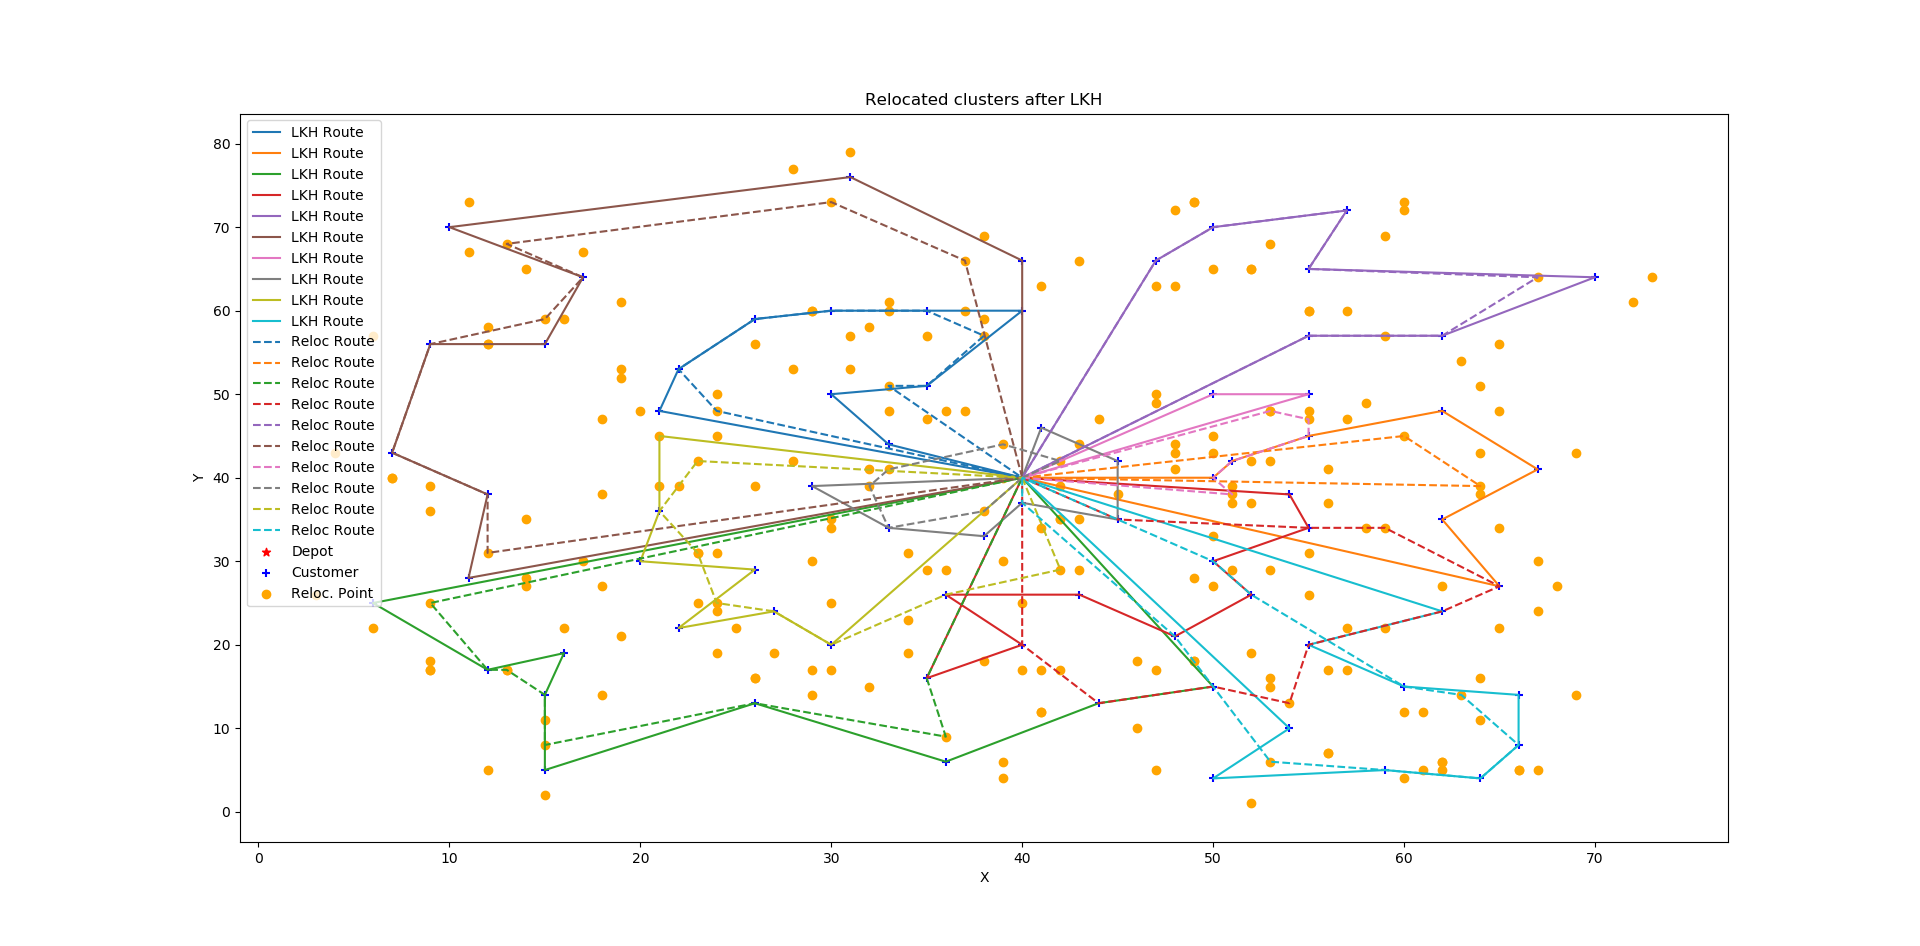 Relocated clusters after LKH
LKH Route
LKH Route
LKH Route
LKH Route
LKH Route
LKH Route
LKH Route
LKH Route
LKH Route
LKH Route
Reloc Route
Reloc Route
Reloc Route
Reloc Route
Reloc Route
Reloc Route
Reloc Route
Reloc Route
Reloc Route
Reloc Route
Depot
Customer
Reloc. Point
80
70
60
50
40
30
20
10
0
Y
0 10 20 30 40 50 60 70
X